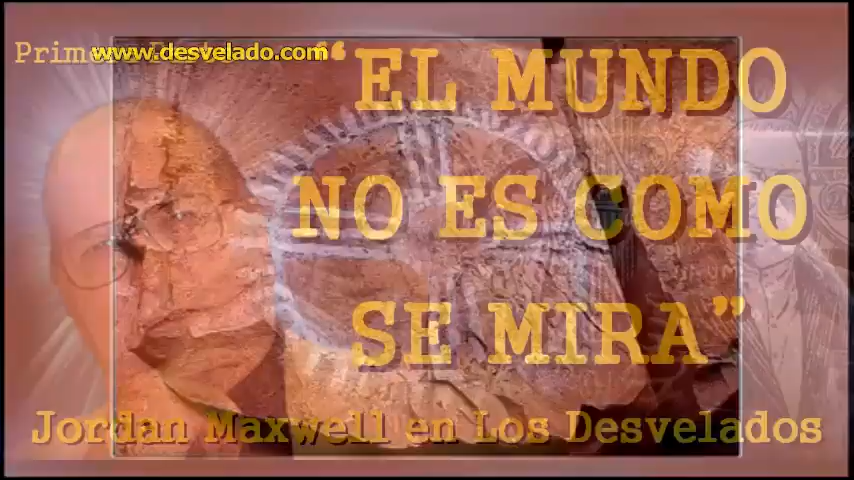 www.desvelado.com
"EL MUNDO
NO ES COMO
SE MIRA"
Jordan Maxwell en Los Desvelados